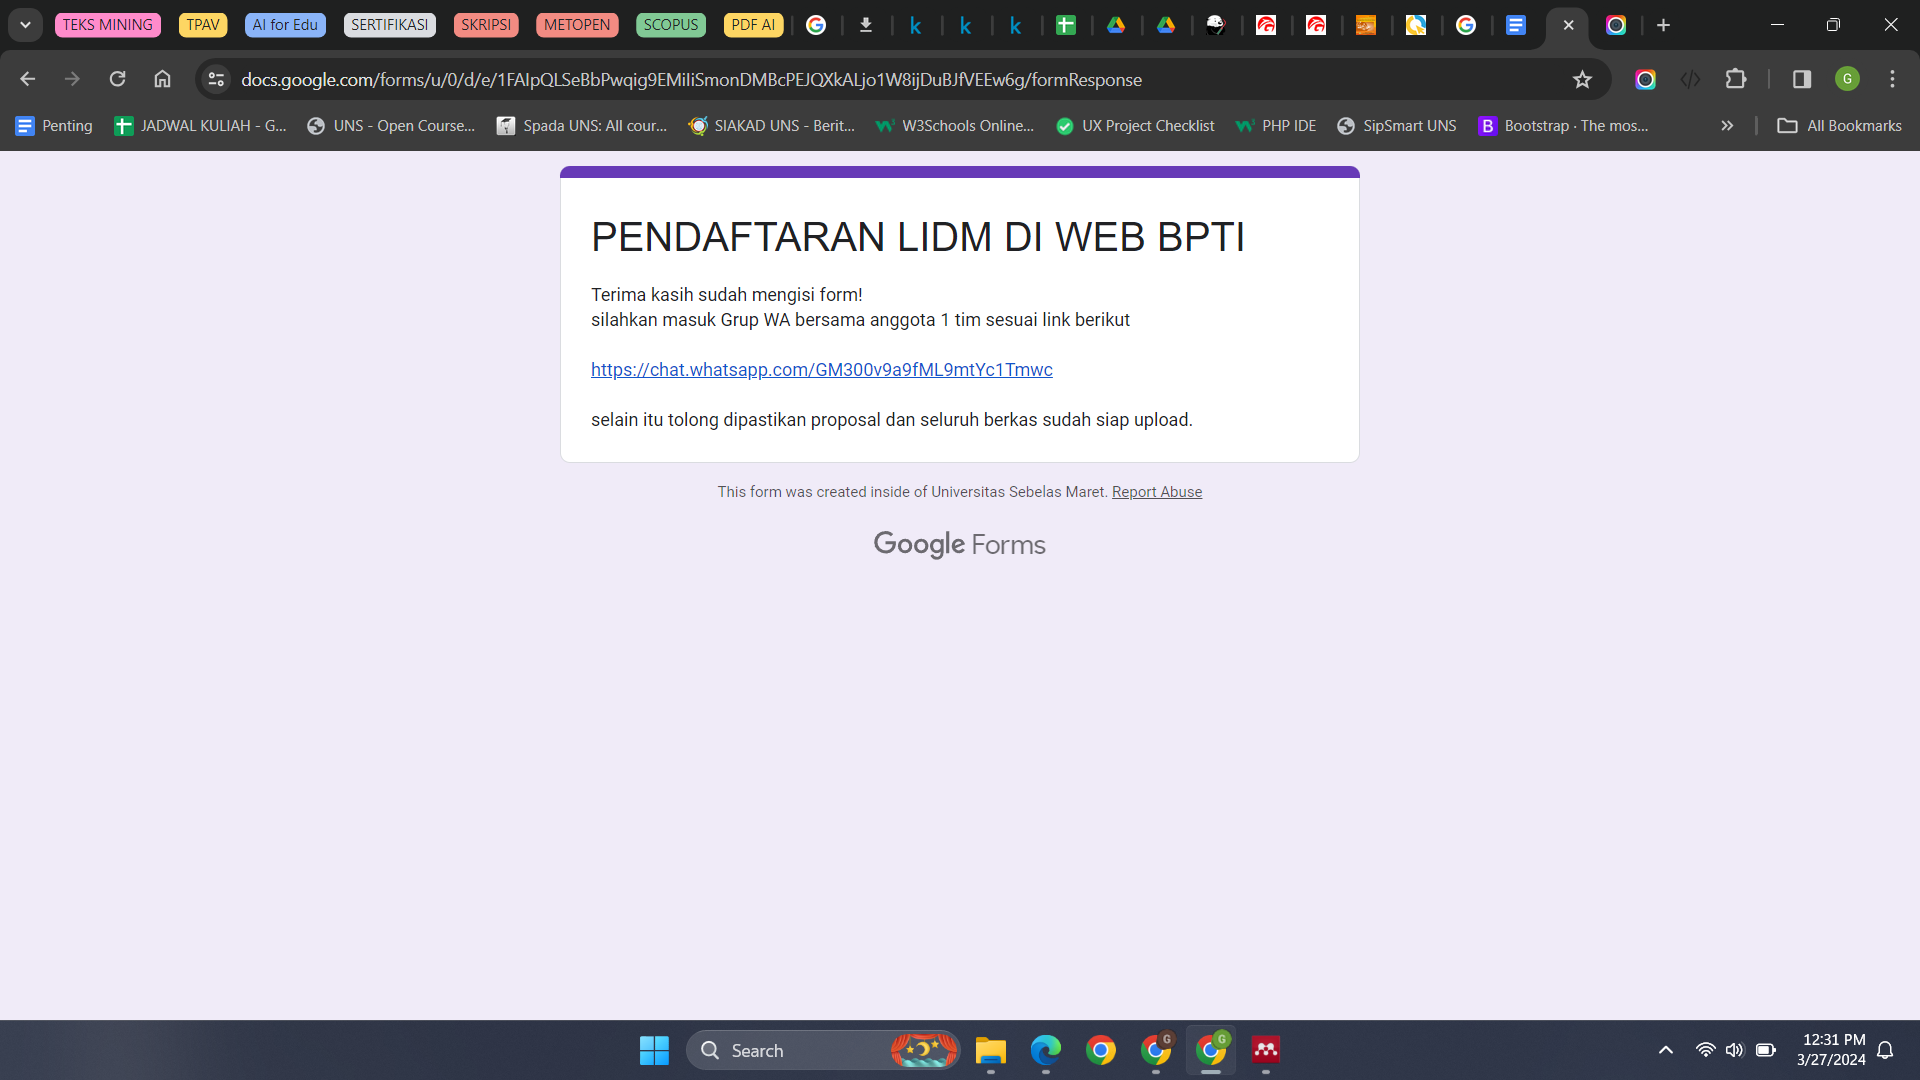 TEKS MINING TPAV AI for Edu SERTIFIKASI SKRIPSI METOPEN SCOPUS PDF AI
docs.google.com/forms/u/0/d/e/1FAIpQLSeBbPwqig9EMiIiSmonDMBcPEJQXkALjo1W8ijDuBJfVEEw6g/formResponse
G
Penting JADWAL KULIAH - G... UNS - Open Course... Spada UNS: All cour... SIAKAD UNS - Berit... W3Schools Online... UX Project Checklist PHP IDE SipSmart UNS Bootstrap · The mos... All Bookmarks
PENDAFTARAN LIDM DI WEB BPTI
Terima kasih sudah mengisi form!
silahkan masuk Grup WA bersama anggota 1 tim sesuai link berikut
https://chat.whatsapp.com/GM300v9a9fML9mtYc1Tmwc
selain itu tolong dipastikan proposal dan seluruh berkas sudah siap upload.
This form was created inside of Universitas Sebelas Maret. Report Abuse
Google Forms
Search
12:31 PM
3/27/2024